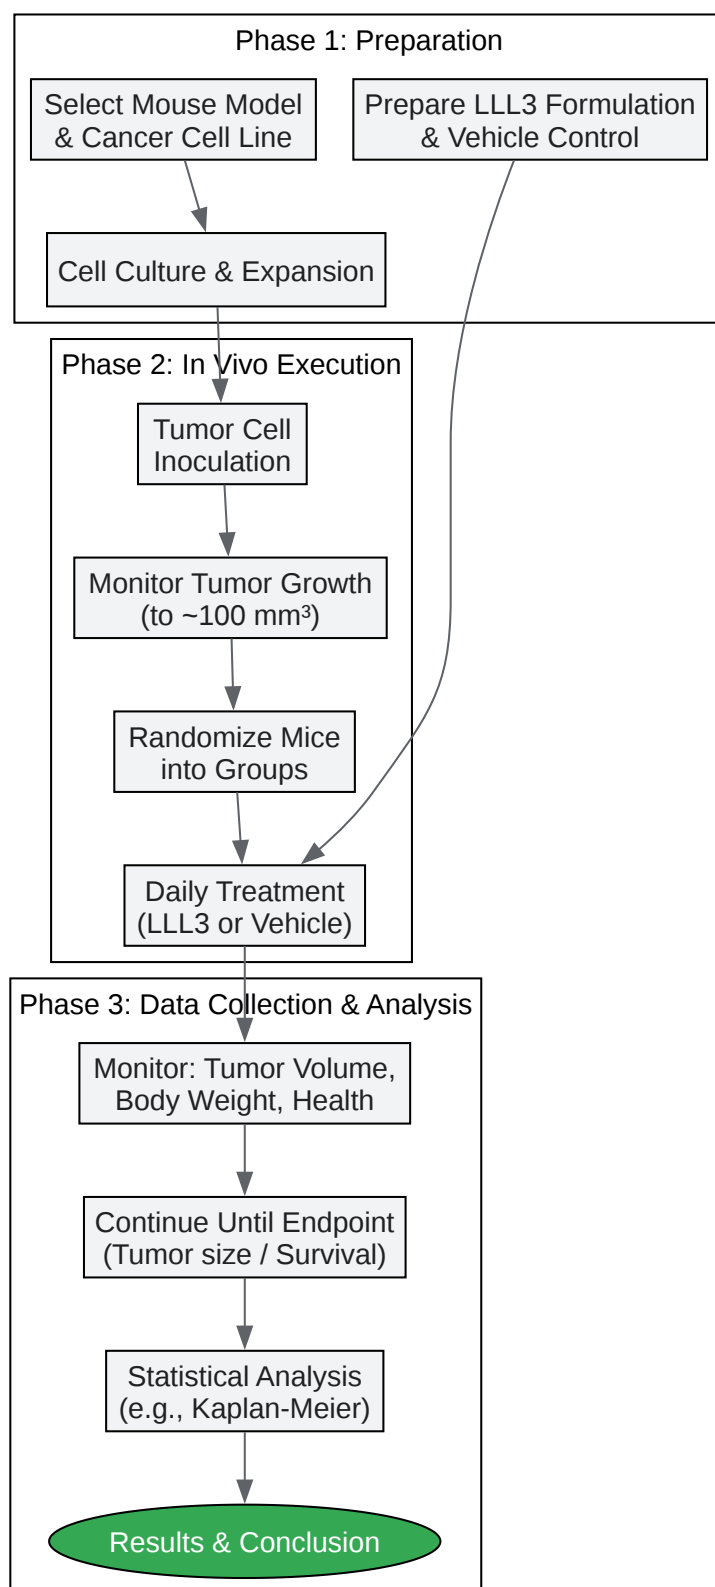 Phase 1: Preparation
Select Mouse Model
& Cancer Cell Line
Prepare LLL3 Formulation
& Vehicle Control
Cell Culture & Expansion
Phase 2: In Vivo Execution
Tumor Cell
Inoculation
Monitor Tumor Growth
(to ~100 mm³)
Randomize Mice
into Groups
Daily Treatment
(LLL3 or Vehicle)
Phase 3: Data Collection & Analysis
Monitor: Tumor Volume,
Body Weight, Health
Continue Until Endpoint
(Tumor size / Survival)
Statistical Analysis
(e.g., Kaplan-Meier)
Results & Conclusion